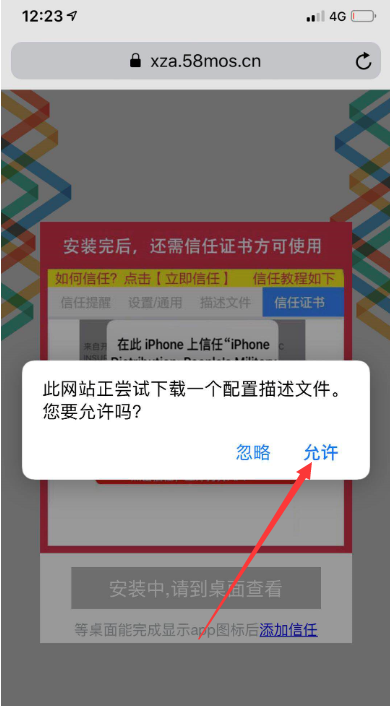 12:23
4G
xza.58mos.cn
安装完后，还需信任证书方可使用
如何信任？点击【立即信任】 信任教程如下
信任提醒 设置/通用 描述文件 信任证书
在此 iPhone 上信任“iPhone
Distribution: People's Military
此网站正尝试下载一个配置描述文件。
您要允许吗？
忽略 允许
安装中,请到桌面查看
等桌面能完成显示app图标后添加信任